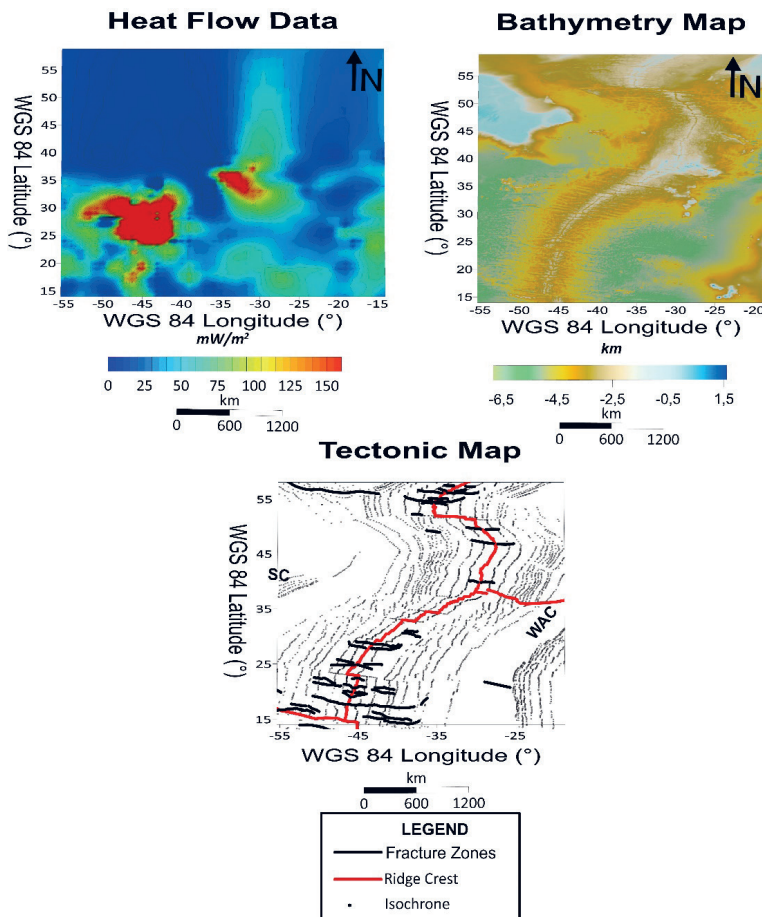 Heat Flow Data
WGS 84 Latitude (°)
60
55
50
45
40
35
30
25
20
15
N
-55 -50 -45 -40 -35 -30 -25 -20 -15
WGS 84 Longitude (°)
mW/m²
0 25 50 75 100 125 150
km
0 600 1200
Bathymetry Map
WGS 84 Latitude (°)
55
50
45
40
35
30
25
20
15
N
-50 -45 -40 -35 -30 -25 -20
WGS 84 Longitude (°)
km
-6,5 -4,5 -2,5 -0,5 1,5
km
0 600 1200
Tectonic Map
WGS 84 Latitude (°)
55
45
35
25
15
SC
WAC
-55 -45 -35 -25
WGS 84 Longitude (°)
km
0 600 1200
LEGEND
Fracture Zones
Ridge Crest
Isochrone